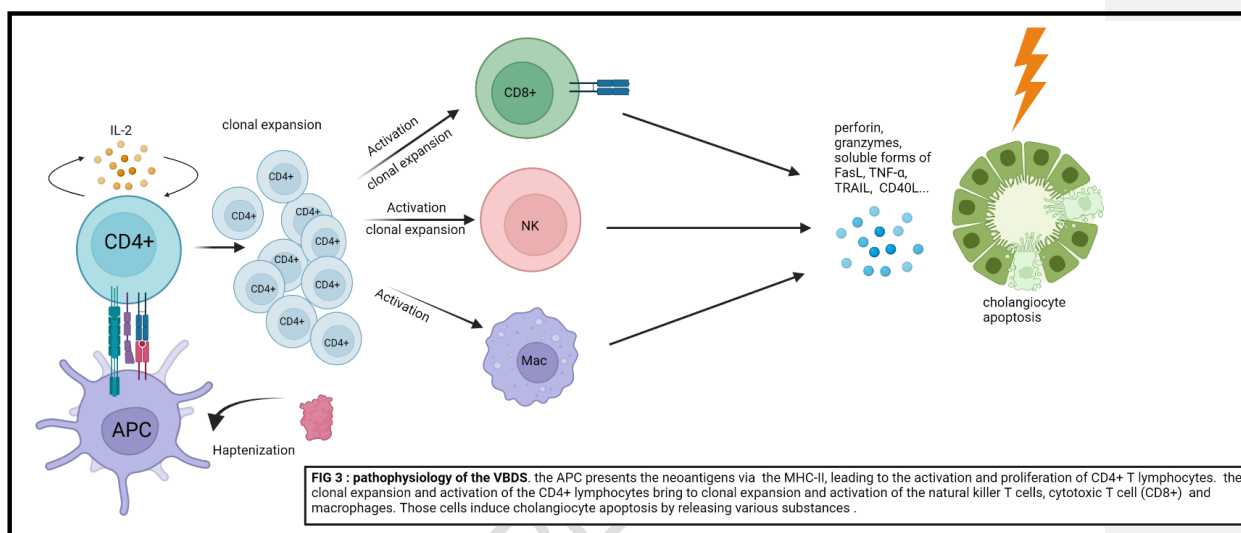 IL-2
clonal expansion
CD4+
CD4+
CD4+
CD4+
CD4+
CD4+
CD4+
CD4+
CD4+
CD4+
APC
Haptenization
Activation
clonal expansion
Activation
clonal expansion
Activation
CD8+
NK
Mac
perforin,
granzymes,
soluble forms of
FasL, TNF-α,
TRAIL, CD40L...
cholangiocyte
apoptosis
FIG 3 : pathophysiology of the VBDS. the APC presents the neoantigens via the MHC-II, leading to the activation and proliferation of CD4+ T lymphocytes. the
clonal expansion and activation of the CD4+ lymphocytes bring to clonal expansion and activation of the natural killer T cells, cytotoxic T cell (CD8+) and
macrophages. Those cells induce cholangiocyte apoptosis by releasing various substances .